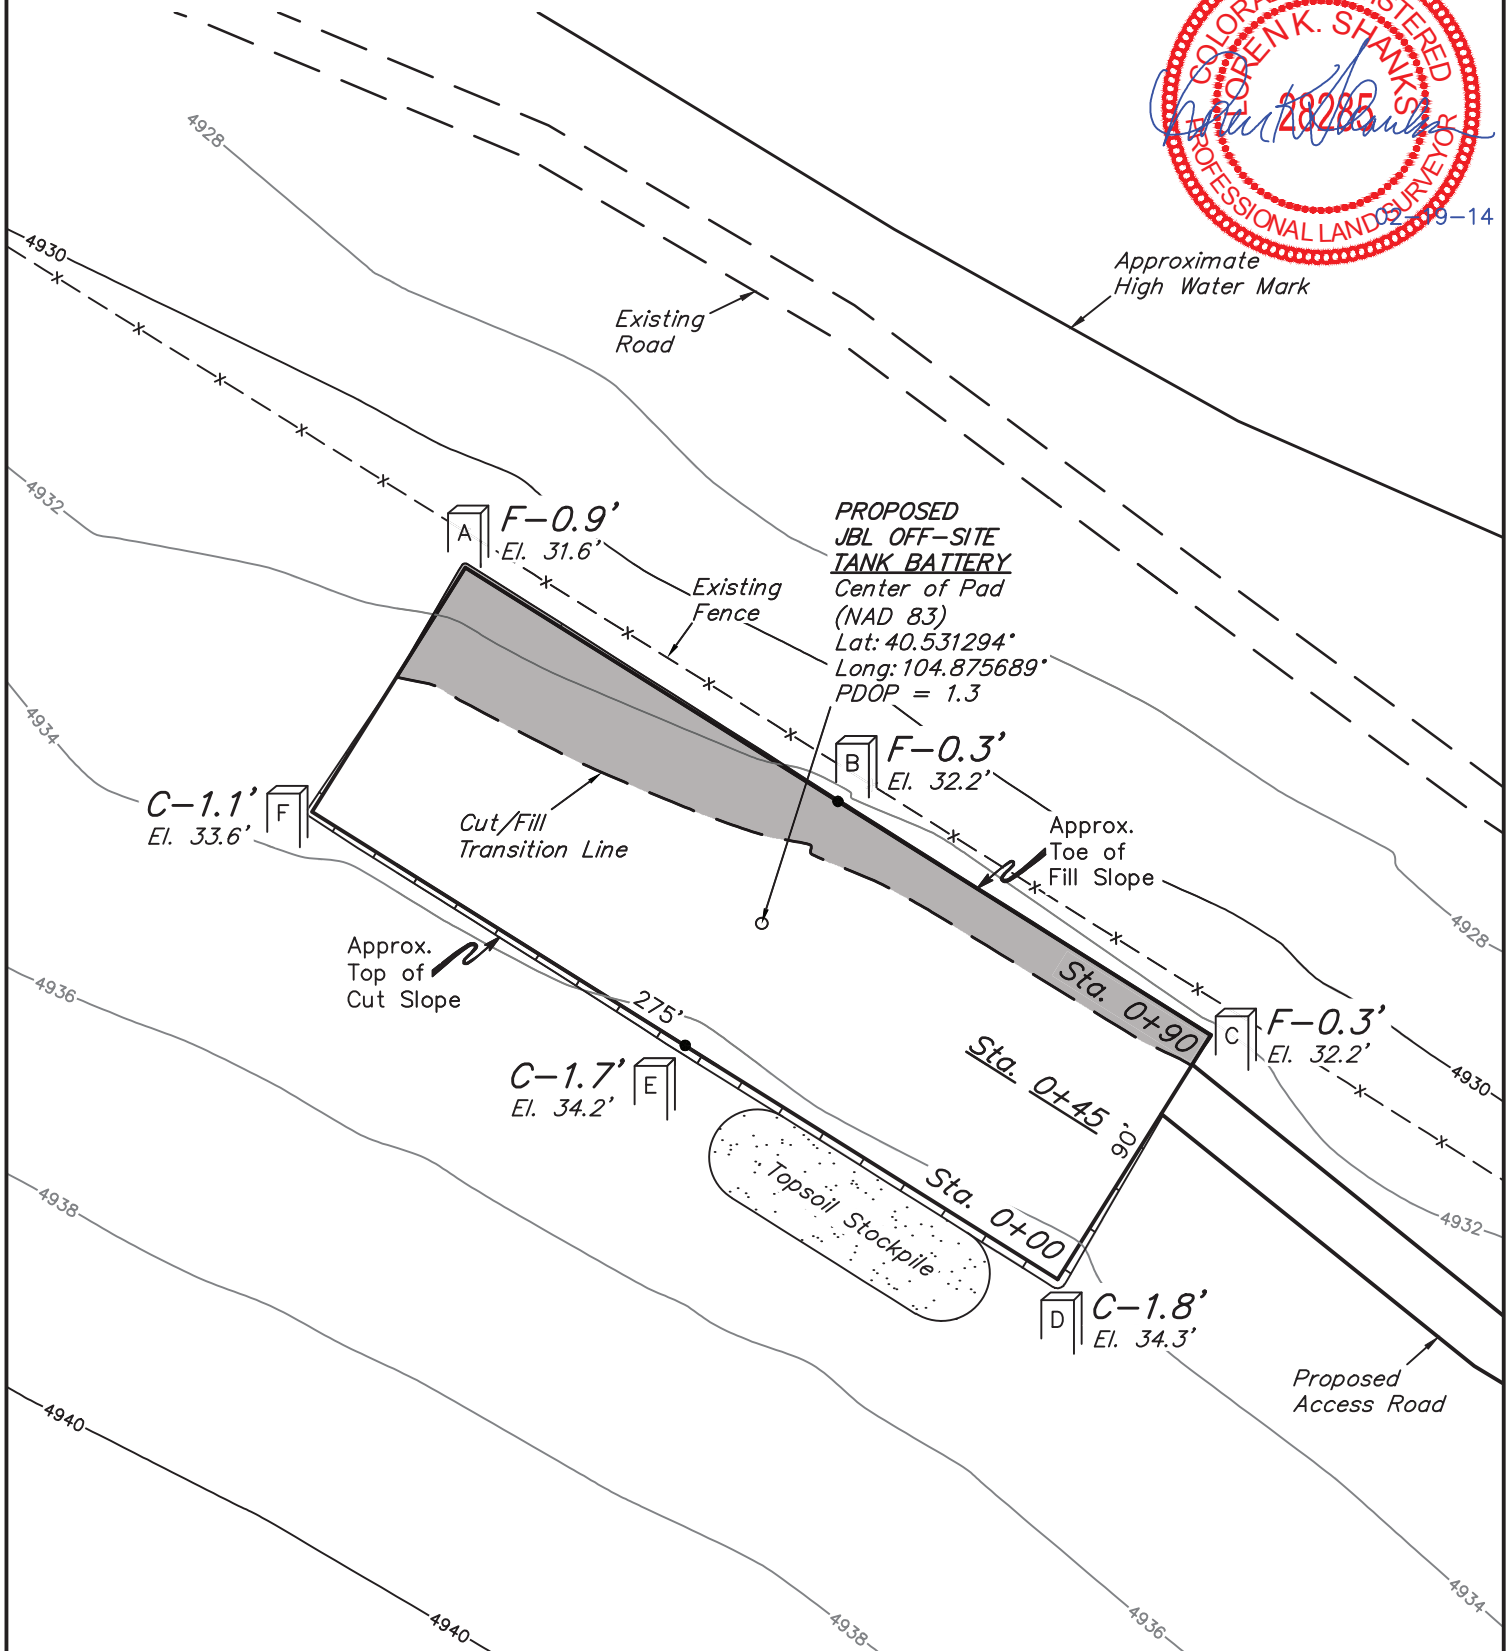 COLORA
ISTERED
LOREN K. SHANKS
28285
PROFESSIONAL LAND SURVEYOR
02-19-14
4928
4930
Approximate
High Water Mark
Existing
Road
4932
A
F-0.9'
El. 31.6'
PROPOSED
JBL OFF-SITE
TANK BATTERY
Center of Pad
(NAD 83)
Lat: 40.531294°
Long: 104.875689°
PDOP = 1.3
Existing
Fence
4934
B
F-0.3'
El. 32.2'
C-1.1'
El. 33.6'
F
Cut/Fill
Transition Line
Approx.
Toe of
Fill Slope
4928
Approx.
Top of
Cut Slope
4936
275'
Sta. 0+90
C
F-0.3'
El. 32.2'
Sta. 0+45
90'
4930
C-1.7'
El. 34.2'
E
Topsoil Stockpile
Sta. 0+00
4938
4932
D
C-1.8'
El. 34.3'
Proposed
Access Road
4940
4940
4938
4936
4934